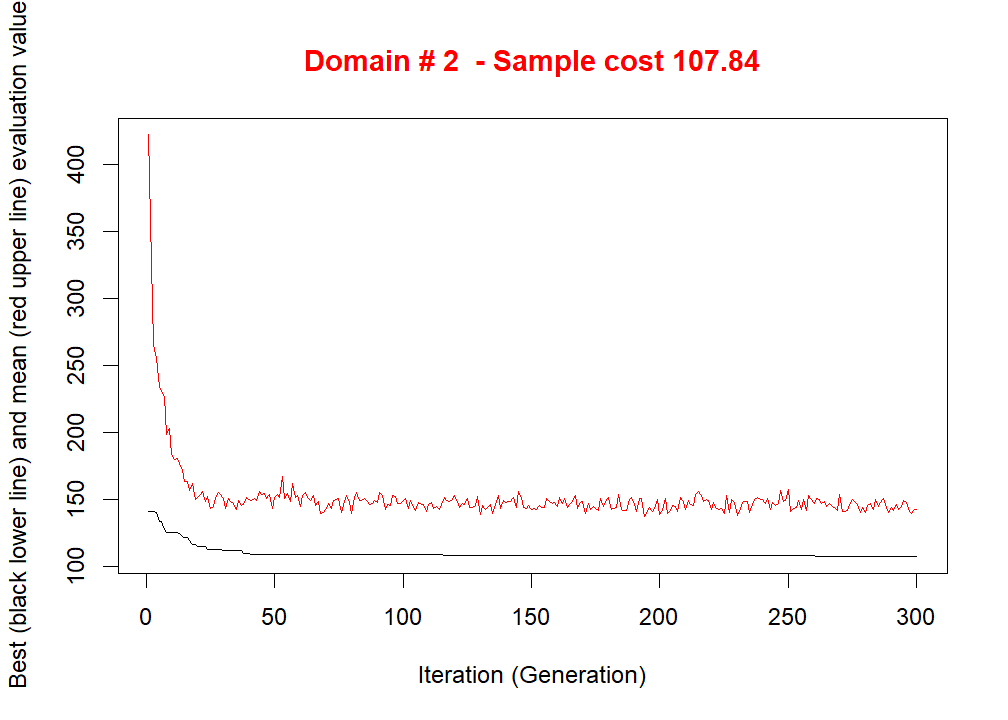 Domain # 2  - Sample cost 107.84
Best (black lower line) and mean (red upper line) evaluation value
400
350
300
250
200
150
100
0 50 100 150 200 250 300
Iteration (Generation)